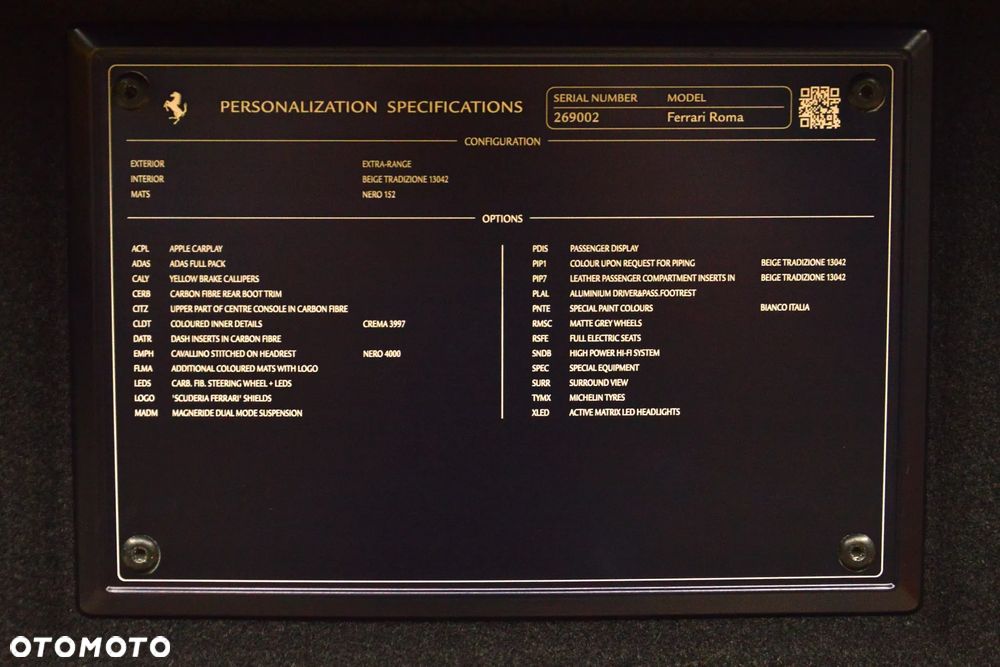 PERSONALIZATION SPECIFICATIONS
SERIAL NUMBER MODEL
269002 Ferrari Roma
CONFIGURATION
EXTERIOR EXTRA-RANGE
INTERIOR BEIGE TRADIZIONE 13042
MATS NERO 152
OPTIONS
ACPL APPLE CARPLAY
ADAS ADAS FULL PACK
CALY YELLOW BRAKE CALLIPERS
CERB CARBON FIBRE REAR BOOT TRIM
CITZ UPPER PART OF CENTRE CONSOLE IN CARBON FIBRE
CLDT COLOURED INNER DETAILS CREMA 3997
DATR DASH INSERTS IN CARBON FIBRE
EMPH CAVALLINO STITCHED ON HEADREST NERO 4000
FLMA ADDITIONAL COLOURED MATS WITH LOGO
LEDS CARB. FIB. STEERING WHEEL + LEDS
LOGO 'SCUDERIA FERRARI' SHIELDS
MADM MAGNERIDE DUAL MODE SUSPENSION
PDIS PASSENGER DISPLAY
PIP1 COLOUR UPON REQUEST FOR PIPING BEIGE TRADIZIONE 13042
PIP7 LEATHER PASSENGER COMPARTMENT INSERTS IN BEIGE TRADIZIONE 13042
PLAL ALUMINIUM DRIVER&PASS.FOOTREST
PNTE SPECIAL PAINT COLOURS BIANCO ITALIA
RMSC MATTE GREY WHEELS
RSFE FULL ELECTRIC SEATS
SNDB HIGH POWER HI-FI SYSTEM
SPEC SPECIAL EQUIPMENT
SURR SURROUND VIEW
TYMX MICHELIN TYRES
XLED ACTIVE MATRIX LED HEADLIGHTS
OTOMOTO